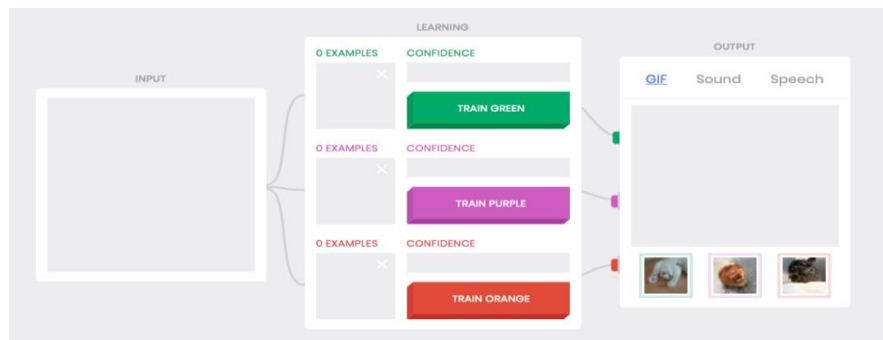 LEARNING
INPUT
OUTPUT
0 EXAMPLES CONFIDENCE
TRAIN GREEN
0 EXAMPLES CONFIDENCE
TRAIN PURPLE
0 EXAMPLES CONFIDENCE
TRAIN ORANGE
GIF Sound Speech